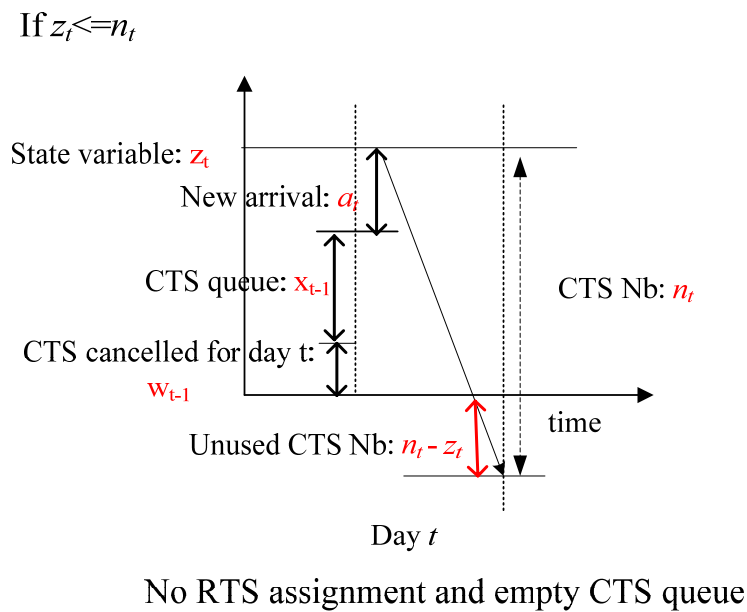 If zt<=nt
State variable: zt
New arrival: at
CTS queue: xt-1
CTS Nb: nt
CTS cancelled for day t:
wt-1
time
Unused CTS Nb: nt - zt
Day t
No RTS assignment and empty CTS queue